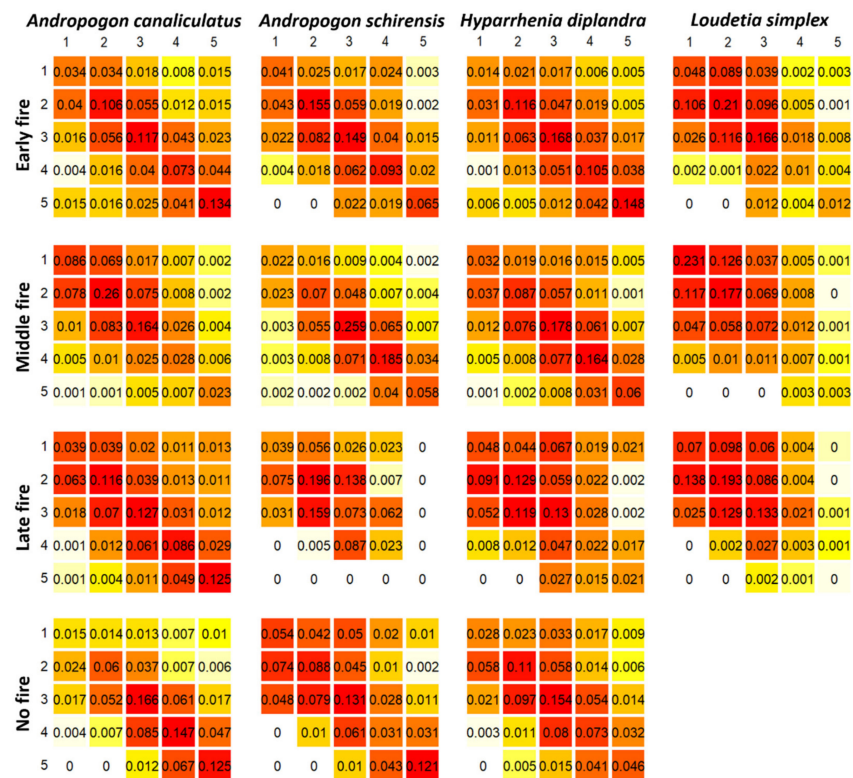 Andropogon canaliculatus Andropogon schirensis Hyparrhenia diplandra Loudetia simplex
1 2 3 4 5 1 2 3 4 5 1 2 3 4 5 1 2 3 4 5
Early fire
1 0.034 0.034 0.018 0.008 0.015 0.041 0.025 0.017 0.024 0.003 0.014 0.021 0.017 0.006 0.005 0.048 0.089 0.039 0.002 0.003
2 0.04 0.106 0.055 0.012 0.015 0.043 0.155 0.059 0.019 0.002 0.031 0.116 0.047 0.019 0.005 0.106 0.21 0.096 0.005 0.001
3 0.016 0.056 0.117 0.043 0.023 0.022 0.082 0.149 0.04 0.015 0.011 0.063 0.168 0.037 0.017 0.026 0.116 0.166 0.018 0.008
4 0.004 0.016 0.04 0.073 0.044 0.004 0.018 0.062 0.093 0.02 0.001 0.013 0.051 0.105 0.038 0.002 0.001 0.022 0.01 0.004
5 0.015 0.016 0.025 0.041 0.134 0 0 0.022 0.019 0.065 0.006 0.005 0.012 0.042 0.148 0 0 0.012 0.004 0.012
Middle fire
1 0.086 0.069 0.017 0.007 0.002 0.022 0.016 0.009 0.004 0.002 0.032 0.019 0.016 0.015 0.005 0.231 0.126 0.037 0.005 0.001
2 0.078 0.26 0.075 0.008 0.002 0.023 0.07 0.048 0.007 0.004 0.037 0.087 0.057 0.011 0.001 0.117 0.177 0.069 0.008 0
3 0.01 0.083 0.164 0.026 0.004 0.003 0.055 0.259 0.065 0.007 0.012 0.076 0.178 0.061 0.007 0.047 0.058 0.072 0.012 0.001
4 0.005 0.01 0.025 0.028 0.006 0.003 0.008 0.071 0.185 0.034 0.005 0.008 0.077 0.164 0.028 0.005 0.01 0.011 0.007 0.001
5 0.001 0.001 0.005 0.007 0.023 0.002 0.002 0.002 0.04 0.058 0.001 0.002 0.008 0.031 0.06 0 0 0 0.003 0.003
Late fire
1 0.039 0.039 0.02 0.011 0.013 0.039 0.056 0.026 0.023 0 0.048 0.044 0.067 0.019 0.021 0.07 0.098 0.06 0.004 0
2 0.063 0.116 0.039 0.013 0.011 0.075 0.196 0.138 0.007 0 0.091 0.129 0.059 0.022 0.002 0.138 0.193 0.086 0.004 0
3 0.018 0.07 0.127 0.031 0.012 0.031 0.159 0.073 0.062 0 0.052 0.119 0.13 0.028 0.002 0.025 0.129 0.133 0.021 0.001
4 0.001 0.012 0.061 0.086 0.029 0 0.005 0.087 0.023 0 0.008 0.012 0.047 0.022 0.017 0 0.002 0.027 0.003 0.001
5 0.001 0.004 0.011 0.049 0.125 0 0 0 0 0 0 0 0.027 0.015 0.021 0 0 0.002 0.001 0
No fire
1 0.015 0.014 0.013 0.007 0.01 0.054 0.042 0.05 0.02 0.01 0.028 0.023 0.033 0.017 0.009
2 0.024 0.06 0.037 0.007 0.006 0.074 0.088 0.045 0.01 0.002 0.058 0.11 0.058 0.014 0.006
3 0.017 0.052 0.166 0.061 0.017 0.048 0.079 0.131 0.028 0.011 0.021 0.097 0.154 0.054 0.014
4 0.004 0.007 0.085 0.147 0.047 0 0.01 0.061 0.031 0.031 0.003 0.011 0.08 0.073 0.032
5 0 0 0.012 0.067 0.125 0 0 0.01 0.043 0.121 0 0.005 0.015 0.041 0.046